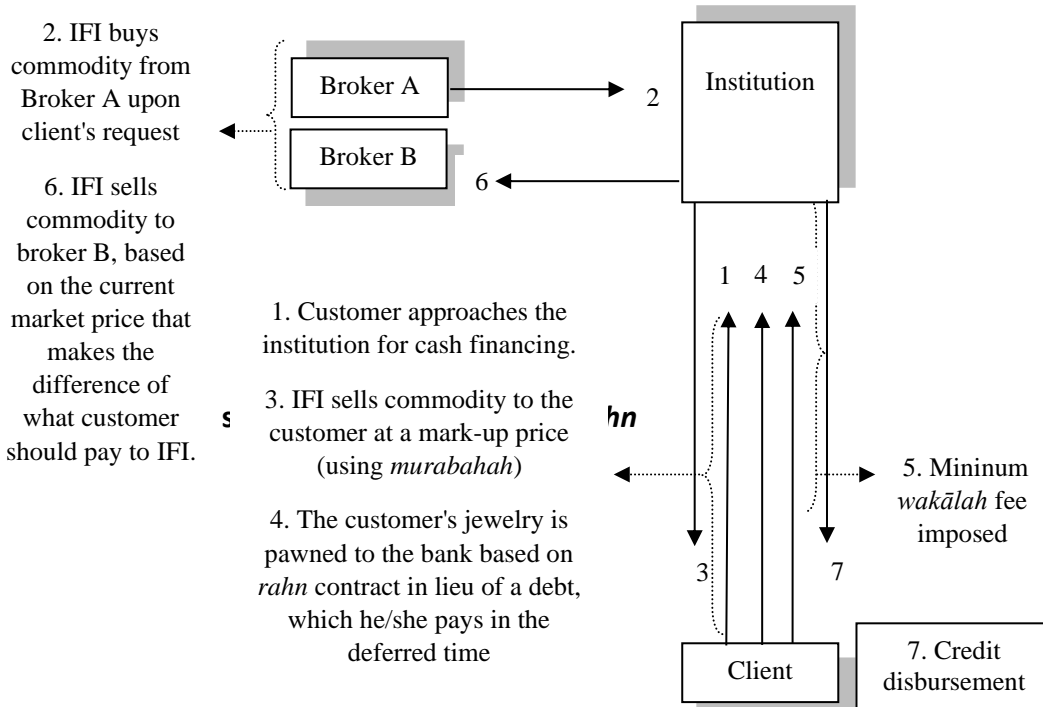 2. IFI buys
commodity from
Broker A upon
client's request
6. IFI sells
commodity to
broker B, based
on the current
market price that
makes the
difference of
what customer
should pay to IFI.
Broker A
Broker B
2
6
Institution
1 4 5
1. Customer approaches the
institution for cash financing.
3. IFI sells commodity to the
customer at a mark-up price
(using murabahah)
4. The customer's jewelry is
pawned to the bank based on
rahn contract in lieu of a debt,
which he/she pays in the
deferred time
5. Mininum
wakālah fee
imposed
3
7
Client
7. Credit
disbursement